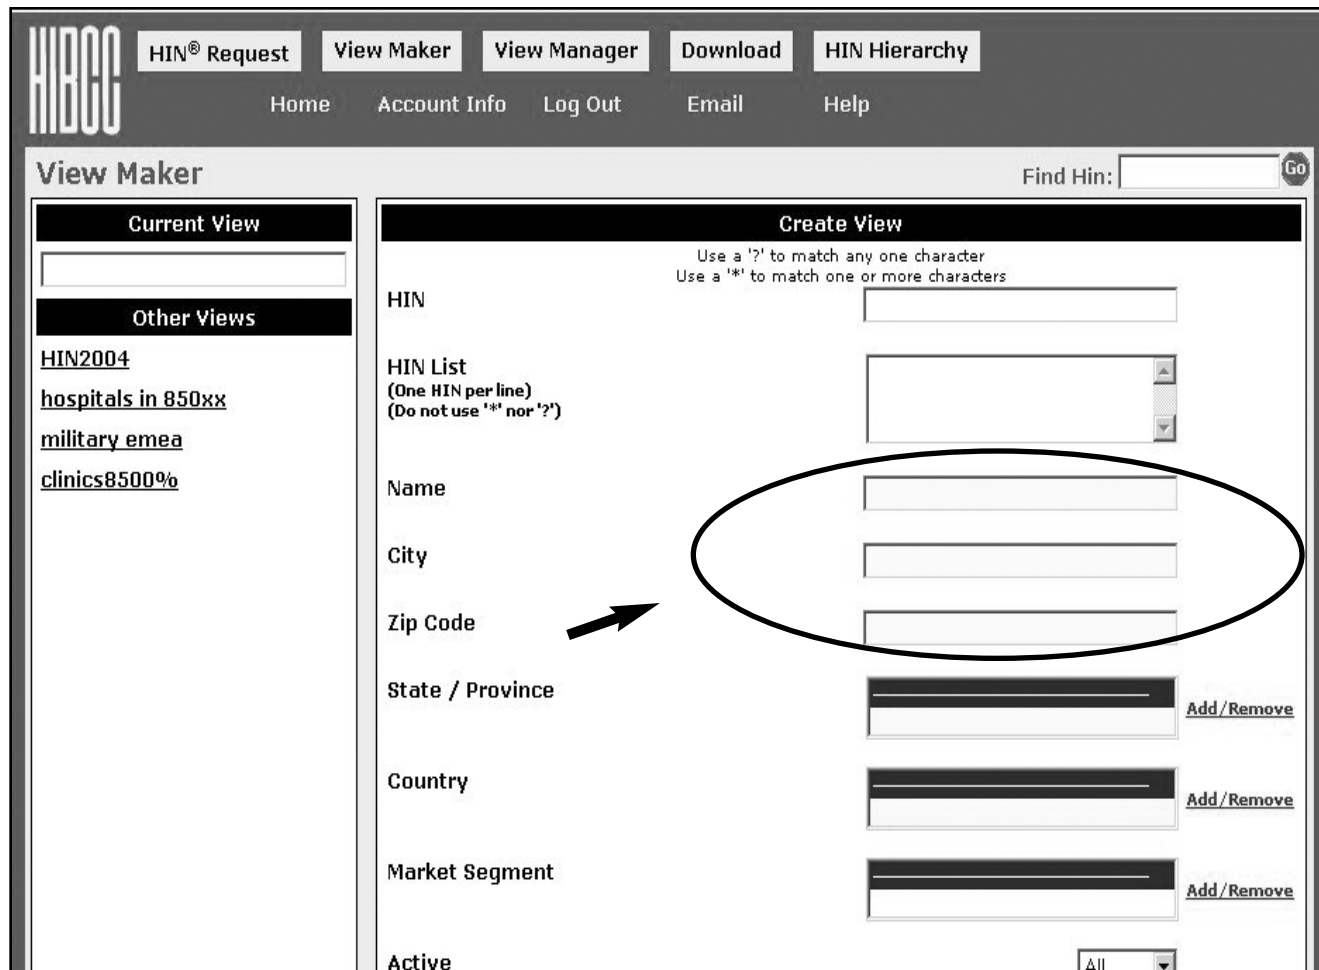 HIBCC
HIN® Request View Maker View Manager Download HIN Hierarchy
Home Account Info Log Out Email Help
View Maker
Find Hin: Go
Current View
Other Views
HIN2004
hospitals in 850xx
military emea
clinics8500%
Create View
Use a '?' to match any one character
Use a '*' to match one or more characters
HIN
HIN List
(One HIN per line)
(Do not use '*' nor '?')
Name
City
Zip Code
State / Province
Add/Remove
Country
Add/Remove
Market Segment
Add/Remove
Active All